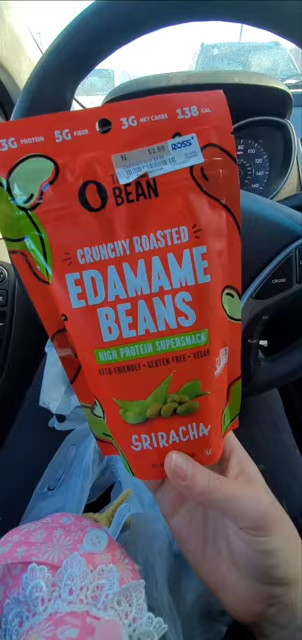 3G PROTEIN 5G FIBER 3G NET CARBS 138 CAL
N $2.99 ROSS
BEAN
CRUNCHY ROASTED
EDAMAME
BEANS
HIGH PROTEIN SUPERSNACK
KETO-FRIENDLY • GLUTEN-FREE • VEGAN
SRIRACHA
CRUISE